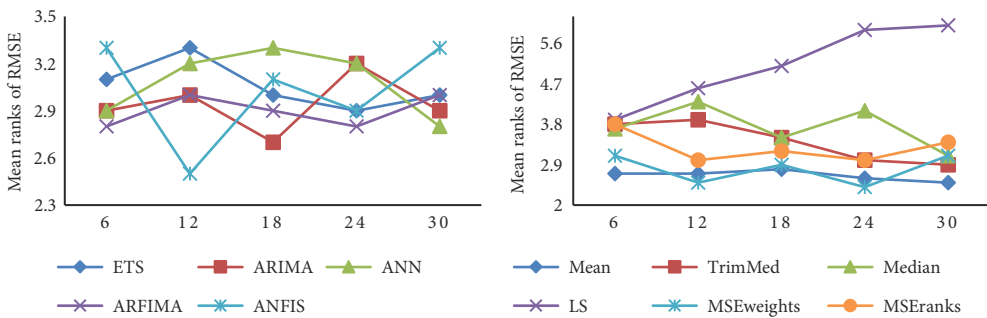 Mean ranks of RMSE
3.5
3.2
2.9
2.6
2.3
6 12 18 24 30
ETS ARIMA ANN
ARFIMA ANFIS
Mean ranks of RMSE
5.6
4.7
3.8
2.9
2
6 12 18 24 30
Mean TrimMed Median
LS MSEweights MSEranks